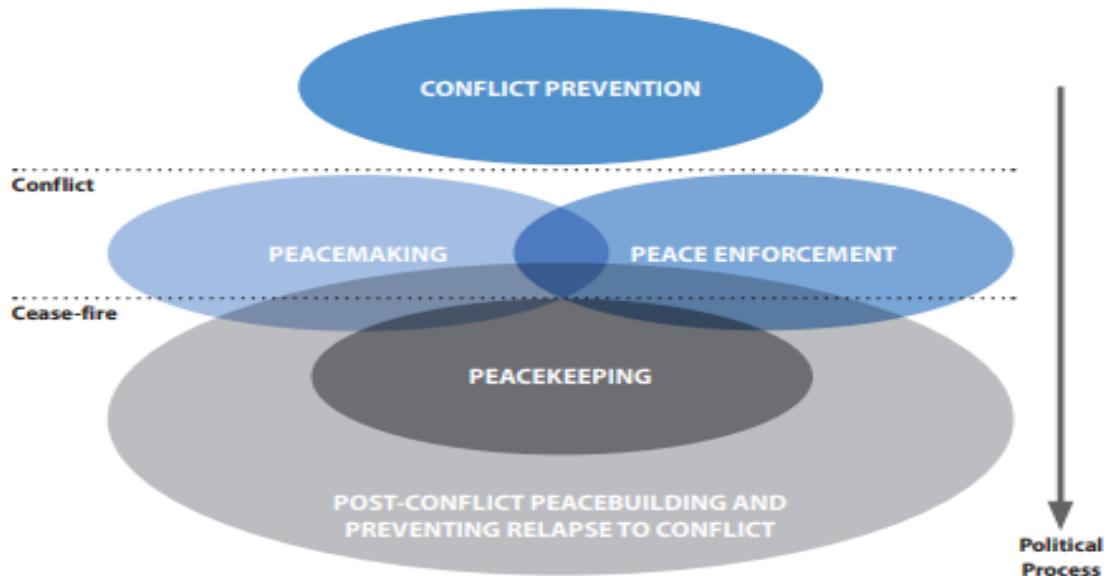 CONFLICT PREVENTION
Conflict
PEACEMAKING
PEACE ENFORCEMENT
Cease-fire
PEACEKEEPING
POST-CONFLICT PEACEBUILDING AND
PREVENTING RELAPSE TO CONFLICT
Political
Process